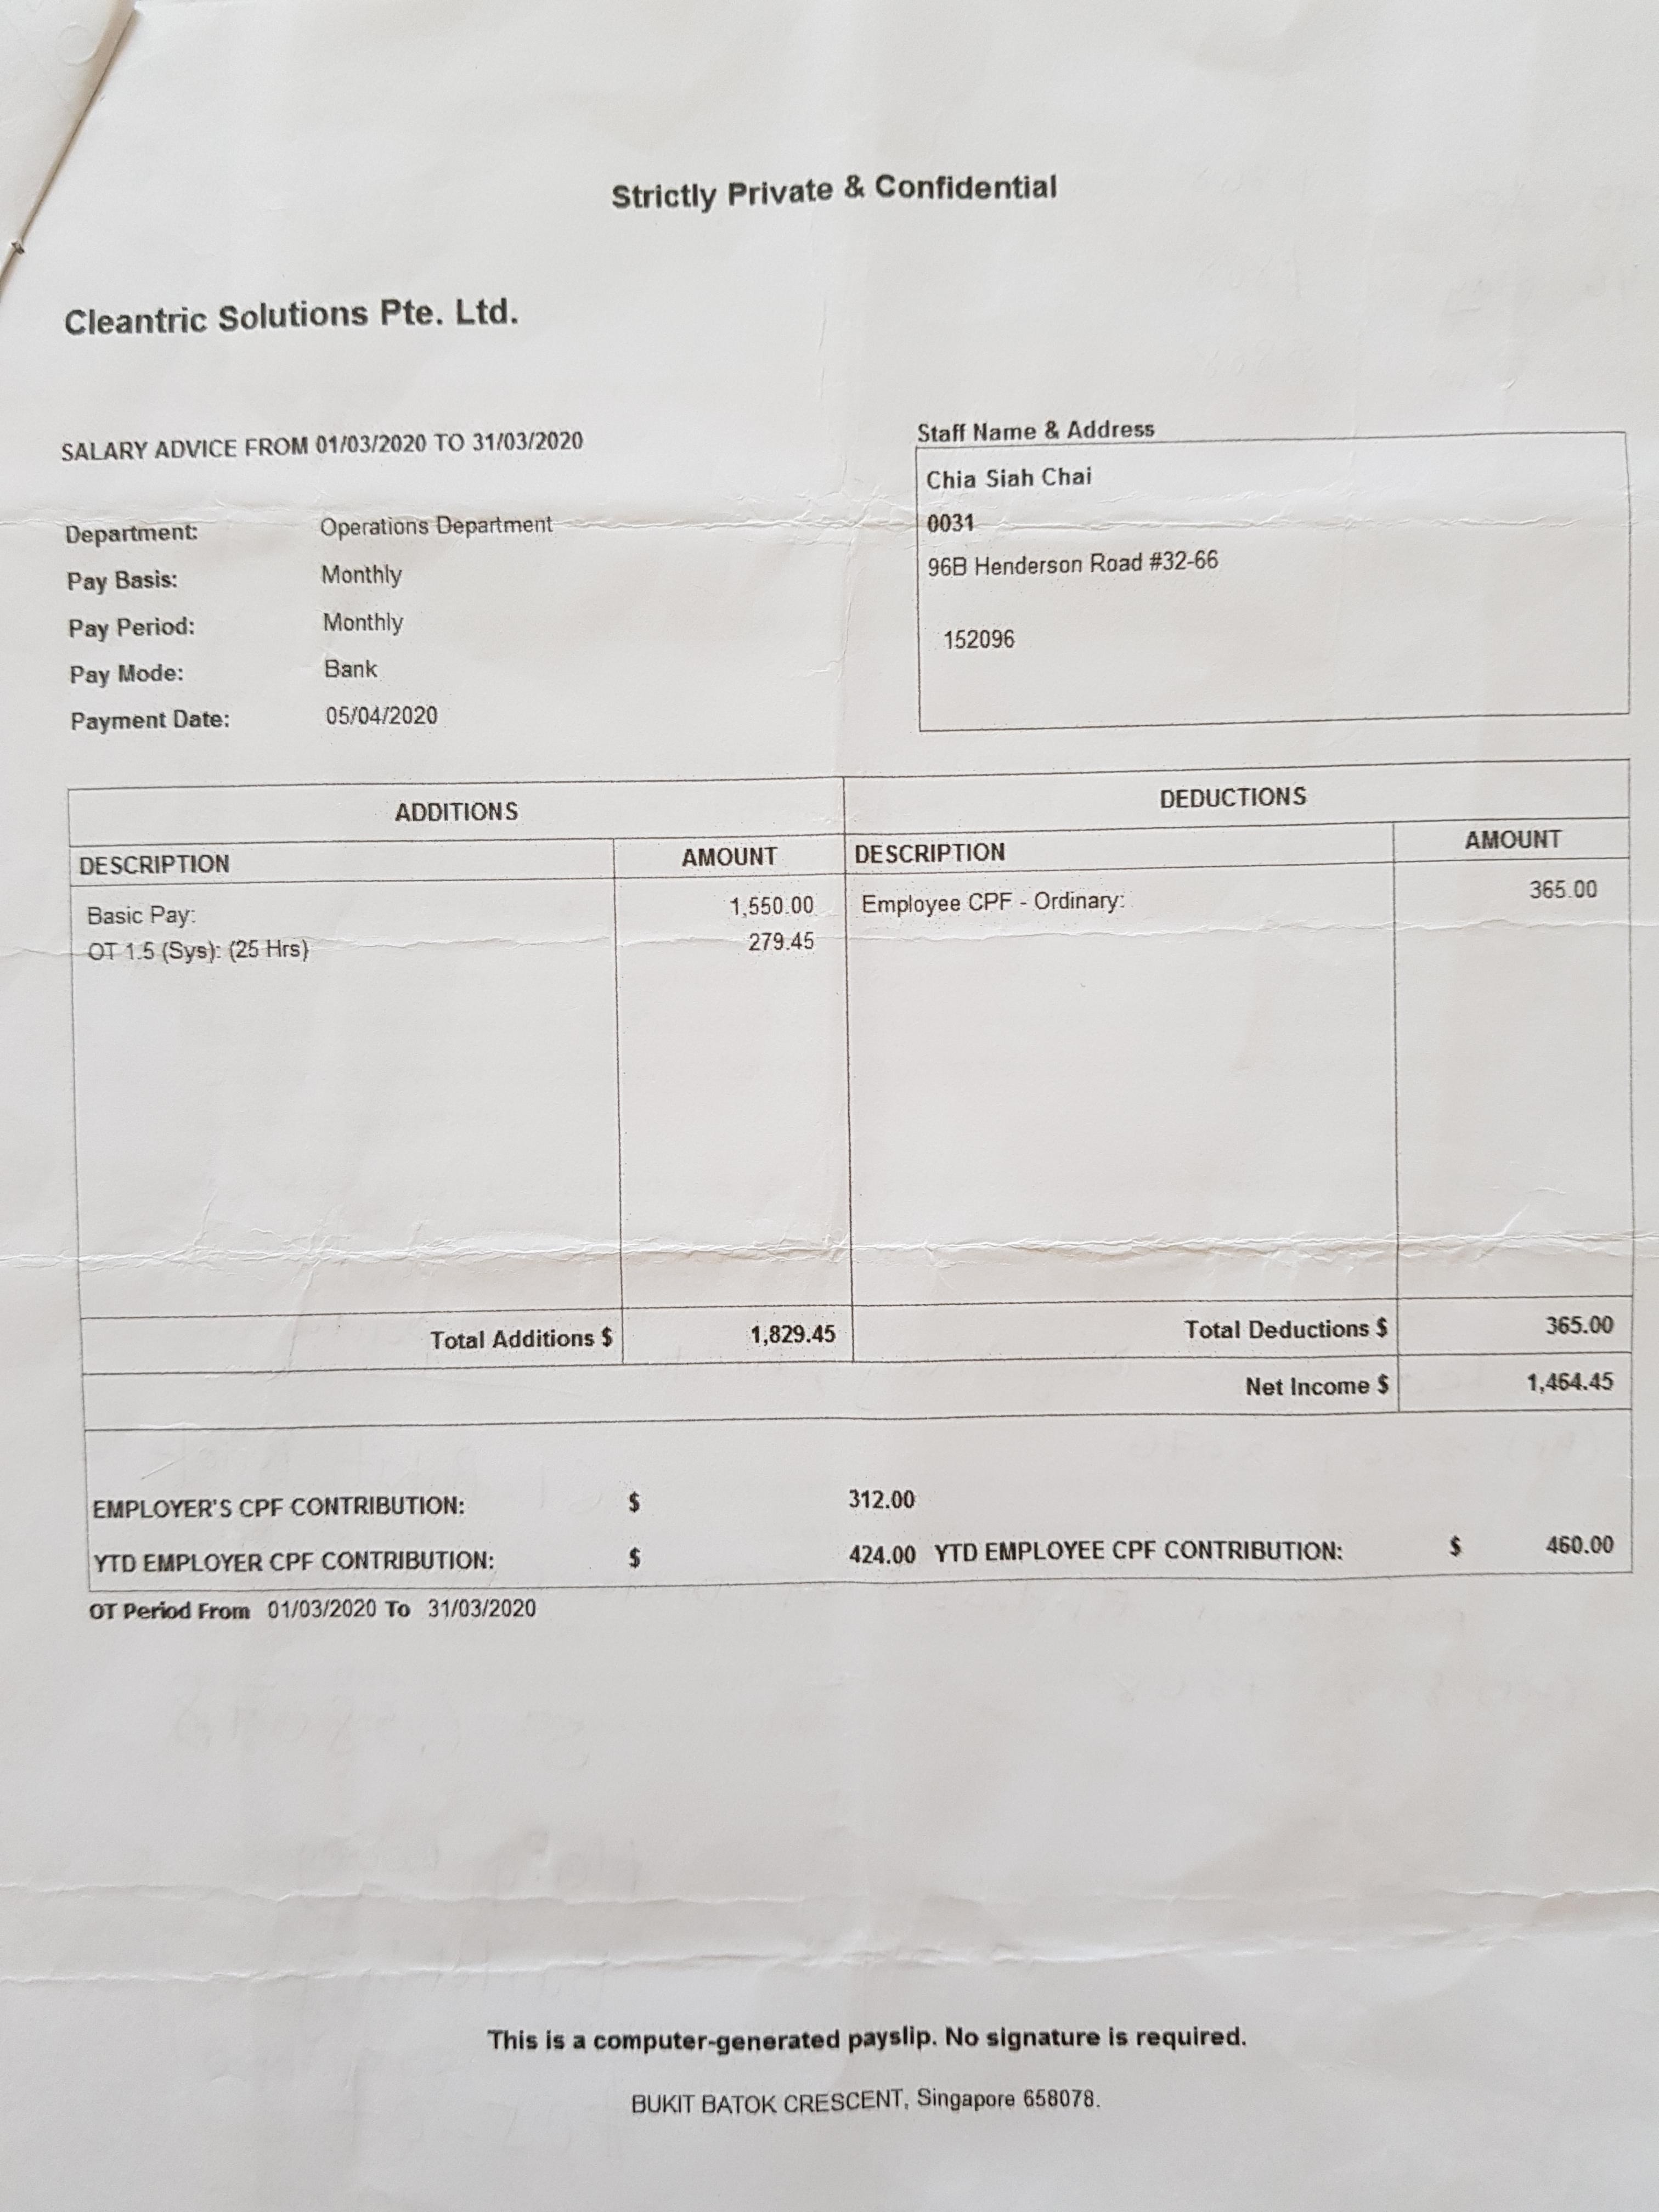 Strictly Private & Confidential
Cleantric Solutions Pte. Ltd.
SALARY ADVICE FROM 01/03/2020 TO 31/03/2020
Department: Operations Department
Pay Basis: Monthly
Pay Period: Monthly
Pay Mode: Bank
Payment Date: 05/04/2020
Staff Name & Address
Chia Siah Chai
0031
96B Henderson Road #32-66
152096
ADDITIONS DEDUCTIONS
DESCRIPTION AMOUNT DESCRIPTION AMOUNT
Basic Pay: 1,550.00 Employee CPF - Ordinary: 365.00
OT 1.5 (Sys): (25 Hrs) 279.45
Total Additions $ 1,829.45 Total Deductions $ 365.00
Net Income $ 1,464.45
EMPLOYER'S CPF CONTRIBUTION: $ 312.00
YTD EMPLOYER CPF CONTRIBUTION: $ 424.00 YTD EMPLOYEE CPF CONTRIBUTION: $ 460.00
OT Period From 01/03/2020 To 31/03/2020
This is a computer-generated payslip. No signature is required.
BUKIT BATOK CRESCENT, Singapore 658078.